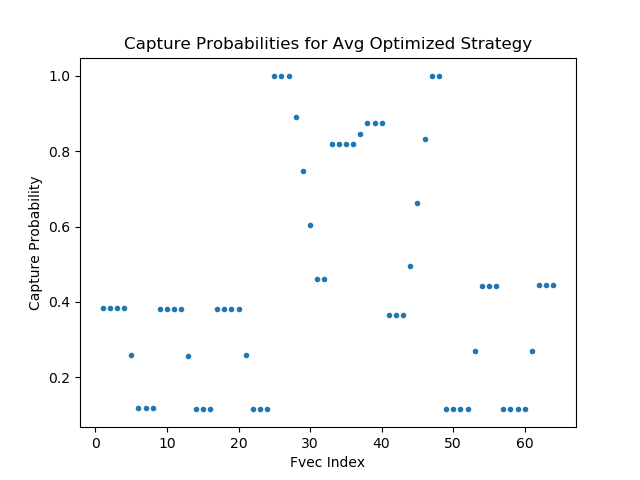 Capture Probabilities for Avg Optimized Strategy
1.0
0.8
0.6
0.4
0.2
Capture Probability
0 10 20 30 40 50 60
Fvec Index